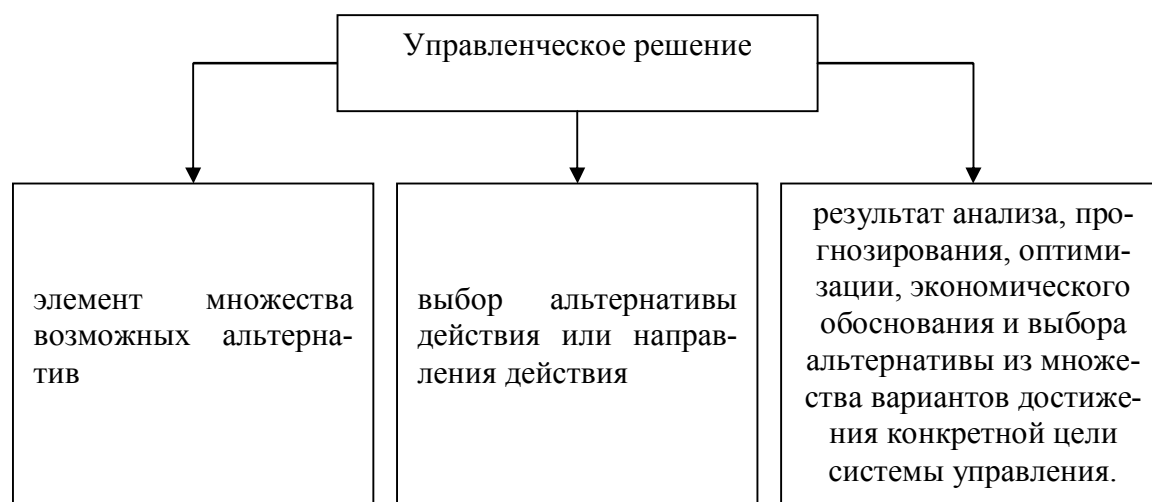 Управленческое решение
элемент множества
возможных альтерна-
тив
выбор альтернативы
действия или направ-
ления действия
результат анализа, про-
гнозирования, оптими-
зации, экономического
обоснования и выбора
альтернативы из множе-
ства вариантов достиже-
ния конкретной цели
системы управления.